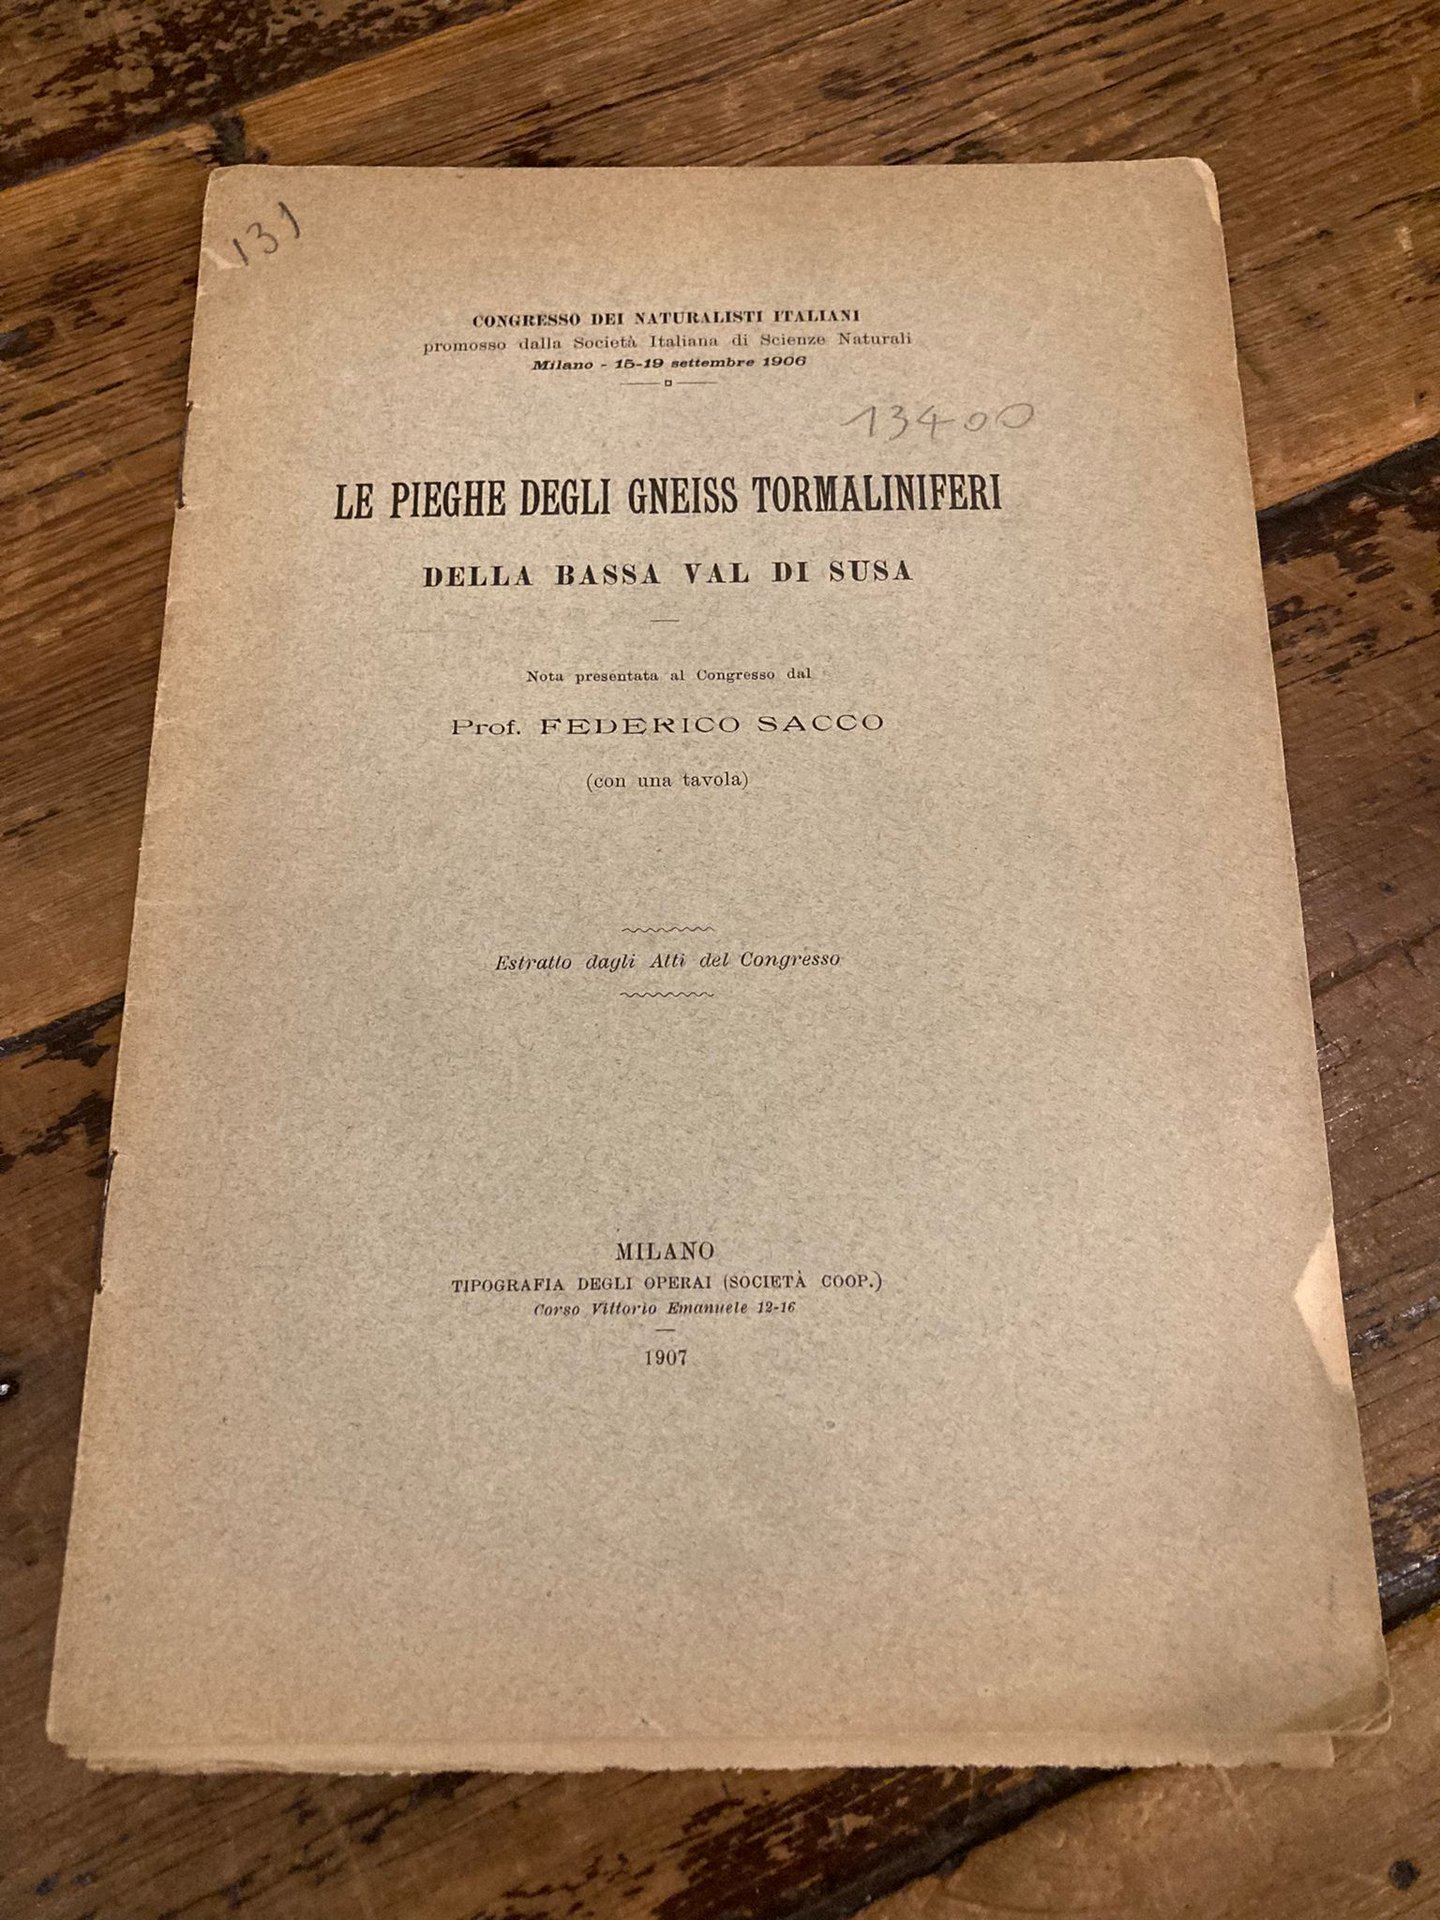 131
CONGRESSO DEI NATURALISTI ITALIANI
promosso dalla Società Italiana di Scienze Naturali
Milano - 15-19 settembre 1906
13400
LE PIEGHE DEGLI GNEISS TORMALINIFERI
DELLA BASSA VAL DI SUSA
Nota presentata al Congresso dal
Prof. FEDERICO SACCO
(con una tavola)
Estratto dagli Atti del Congresso
MILANO
TIPOGRAFIA DEGLI OPERAI (SOCIETÀ COOP.)
Corso Vittorio Emanuele 12-16
1907